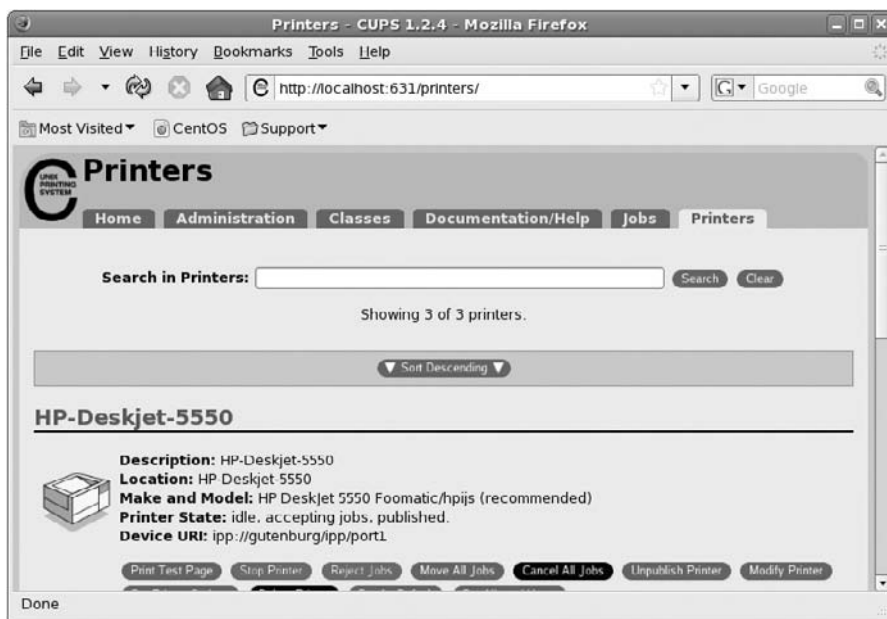 Printers - CUPS 1.2.4 - Mozilla Firefox
File Edit View History Bookmarks Tools Help
http://localhost:631/printers/
G Google
Most Visited CentOS Support
UNIX
PRINTING
SYSTEM
Printers
Home Administration Classes Documentation/Help Jobs Printers
Search in Printers: Search Clear
Showing 3 of 3 printers.
▼ Sort Descending ▼
HP-Deskjet-5550
Description: HP-Deskjet-5550
Location: HP-Deskjet-5550
Make and Model: HP DeskJet 5550 Foomatic/hpijs (recommended)
Printer State: idle, accepting jobs, published.
Device URI: ipp://gutenburg/ipp/port1
Print Test Page Stop Printer Reject Jobs Move All Jobs Cancel All Jobs Unpublish Printer Modify Printer
Done